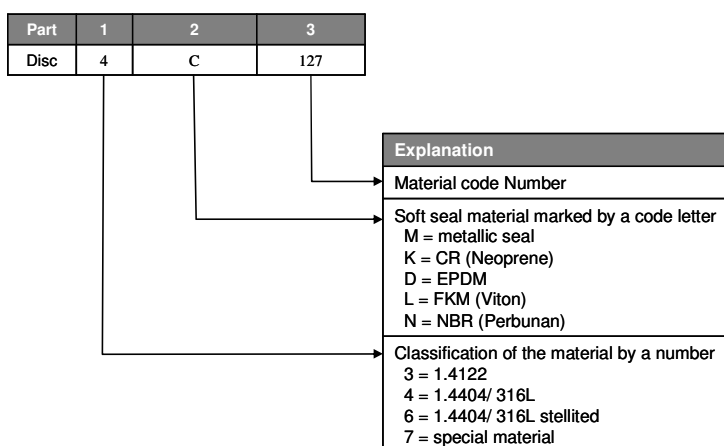 Part 1 2 3
Disc 4 C 127
Explanation
Material code Number
Soft seal material marked by a code letter
M = metallic seal
K = CR (Neoprene)
D = EPDM
L = FKM (Viton)
N = NBR (Perbunan)
Classification of the material by a number
3 = 1.4122
4 = 1.4404/ 316L
6 = 1.4404/ 316L stellited
7 = special material